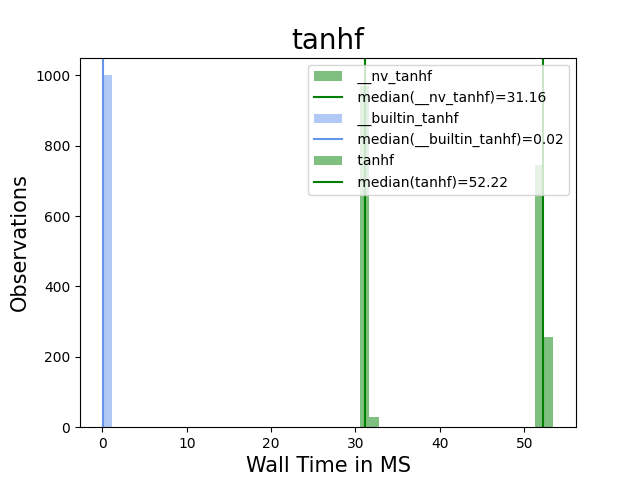 tanhf
Observations
1000
800
600
400
200
0
__nv_tanhf
median(__nv_tanhf)=31.16
__builtin_tanhf
median(__builtin_tanhf)=0.02
tanhf
median(tanhf)=52.22
0 10 20 30 40 50
Wall Time in MS